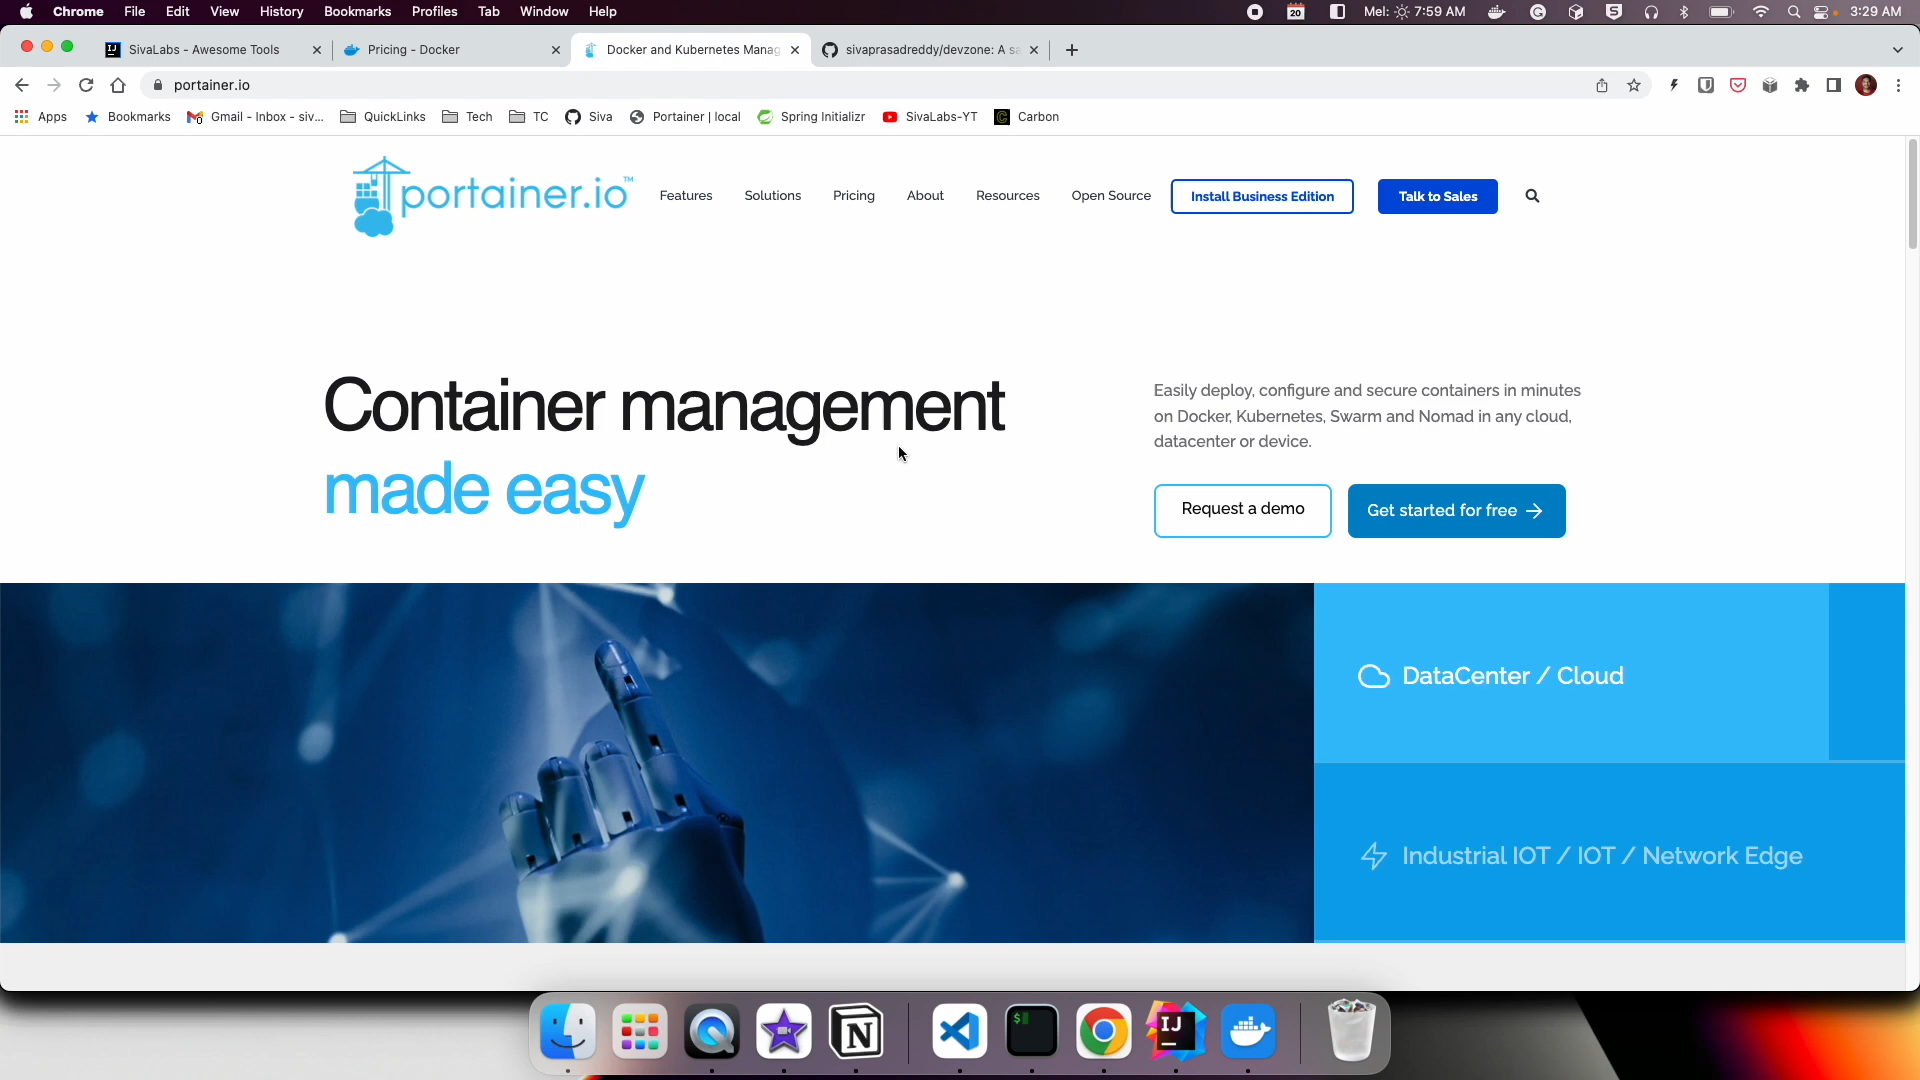 Chrome File Edit View History Bookmarks Profiles Tab Window Help
20 Mel: 7:59 AM 3:29 AM
SivaLabs - Awesome Tools
Pricing - Docker
Docker and Kubernetes Manag
sivaprasadreddy/devzone: A sa
portainer.io
Apps Bookmarks Gmail - Inbox - siv... QuickLinks Tech TC Siva Portainer | local Spring Initializr SivaLabs-YT Carbon
portainer.io™
Features Solutions Pricing About Resources Open Source Install Business Edition Talk to Sales
Container management
made easy
Easily deploy, configure and secure containers in minutes
on Docker, Kubernetes, Swarm and Nomad in any cloud,
datacenter or device.
Request a demo
Get started for free →
DataCenter / Cloud
Industrial IOT / IOT / Network Edge
IJ